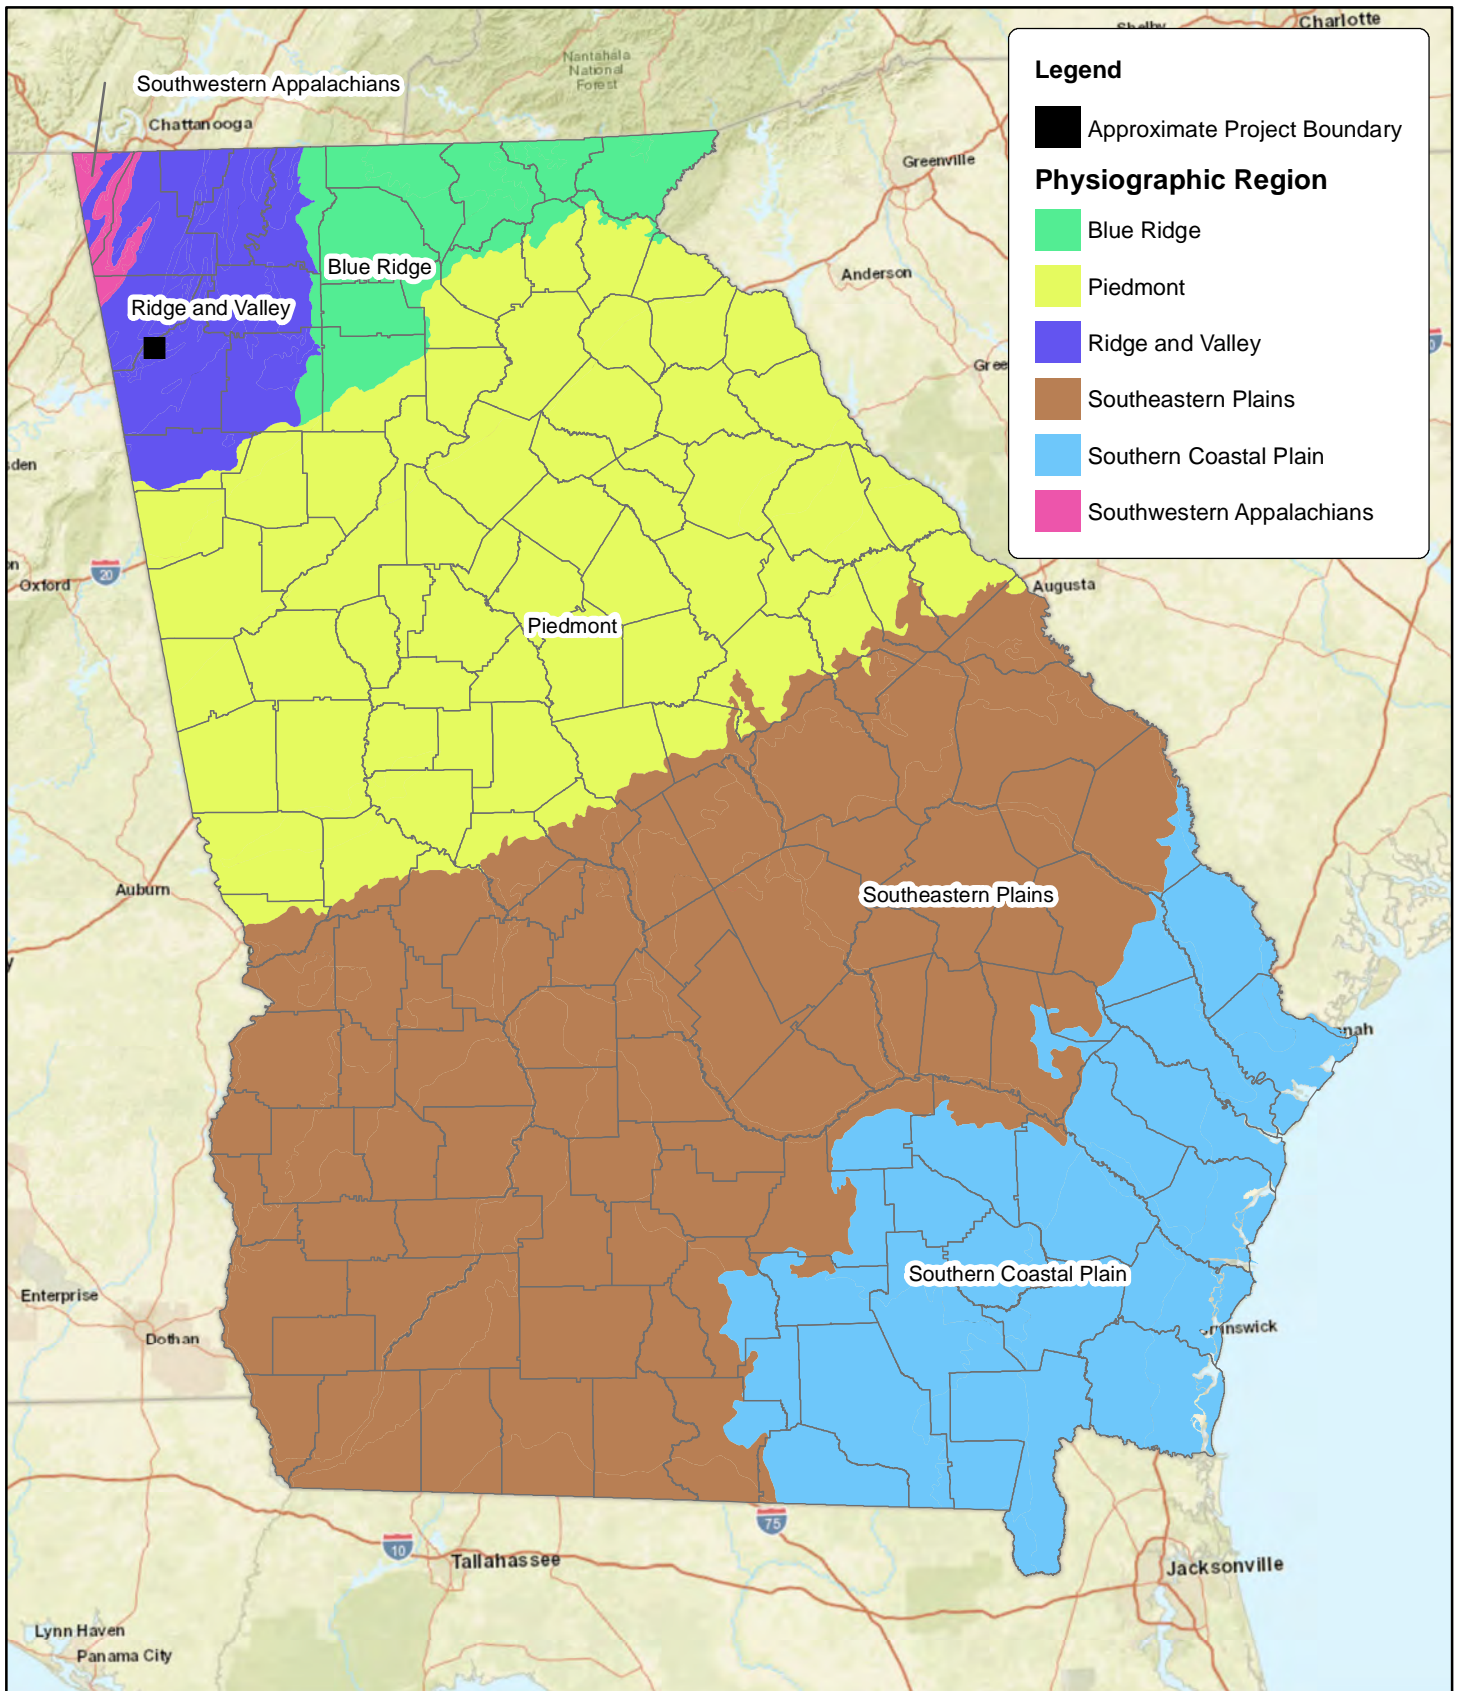 Charlotte
Nantahala
National
Forest
Legend
Southwestern Appalachians
Chattanooga
Approximate Project Boundary
Greenville
Physiographic Region
Blue Ridge
Blue Ridge
Anderson
Piedmont
Ridge and Valley
Ridge and Valley
Southeastern Plains
Southern Coastal Plain
Southwestern Appalachians
20
Oxford
Augusta
Piedmont
Auburn
Southeastern Plains
Southern Coastal Plain
Enterprise
Dothan
75
10
Tallahassee
Jacksonville
Lynn Haven
Panama City